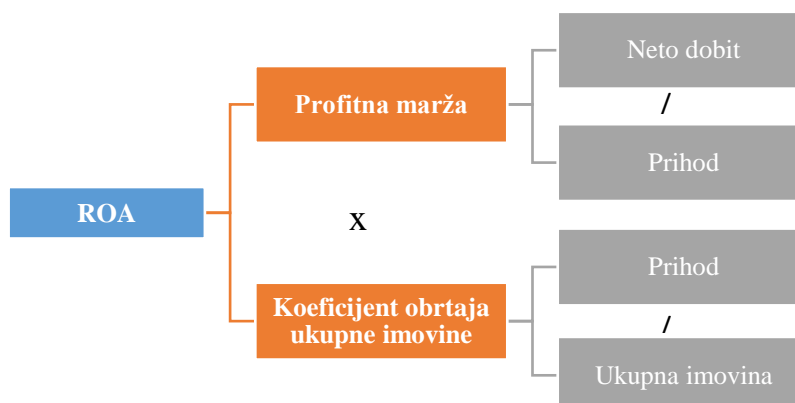 Neto dobit
Profitna marža
/
Prihod
ROA
X
Prihod
Koeficijent obrtaja
ukupne imovine
/
Ukupna imovina